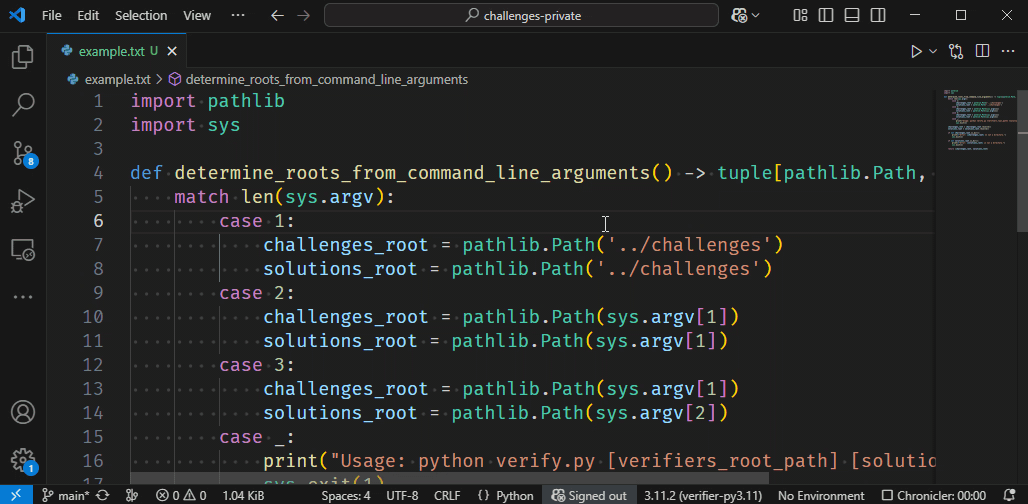 File Edit Selection View ··· challenges-private
example.txt U
example.txt > determine_roots_from_command_line_arguments
1 import pathlib
2 import sys
3
4 def determine_roots_from_command_line_arguments() -> tuple[pathlib.Path,
5 match len(sys.argv):
6 case 1:
7 challenges_root = pathlib.Path('../challenges')
8 solutions_root = pathlib.Path('../challenges')
9 case 2:
10 challenges_root = pathlib.Path(sys.argv[1])
11 solutions_root = pathlib.Path(sys.argv[1])
12 case 3:
13 challenges_root = pathlib.Path(sys.argv[1])
14 solutions_root = pathlib.Path(sys.argv[2])
15 case _:
16 print("Usage: python verify.py [verifiers_root_path] [solutio
17 sys.exit(1)
8
1
main* 0 0 1.04 KiB Spaces: 4 UTF-8 CRLF {} Python Signed out 3.11.2 (verifier-py3.11) No Environment Chronicler: 00:00